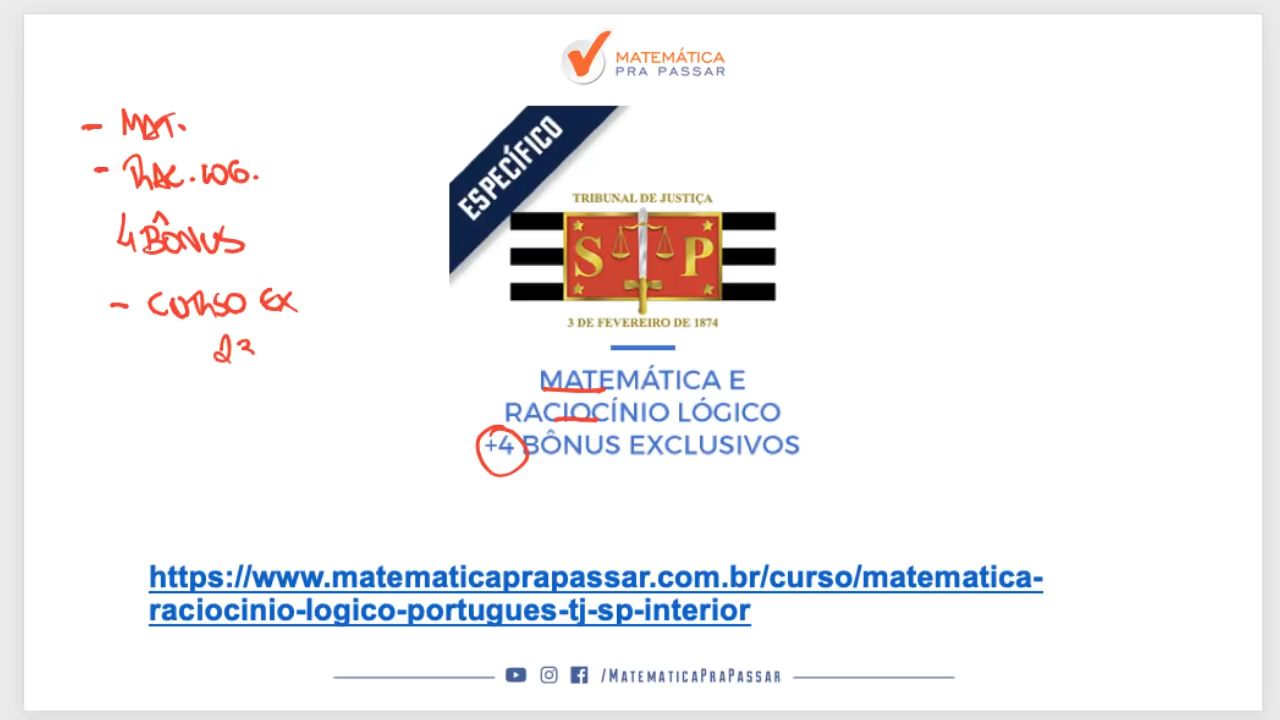 MATEMÁTICA
PRA PASSAR
- MAT.
- RAC. LOG.
4 BÔNUS
- CURSO EX
ESPECÍFICO
TRIBUNAL DE JUSTIÇA
S P
3 DE FEVEREIRO DE 1874
MATEMÁTICA E
RACIOCÍNIO LÓGICO
+4 BÔNUS EXCLUSIVOS
https://www.matematicaprapassar.com.br/curso/matematica-
raciocinio-logico-portugues-tj-sp-interior
/MATEMATICAPRAPASSAR